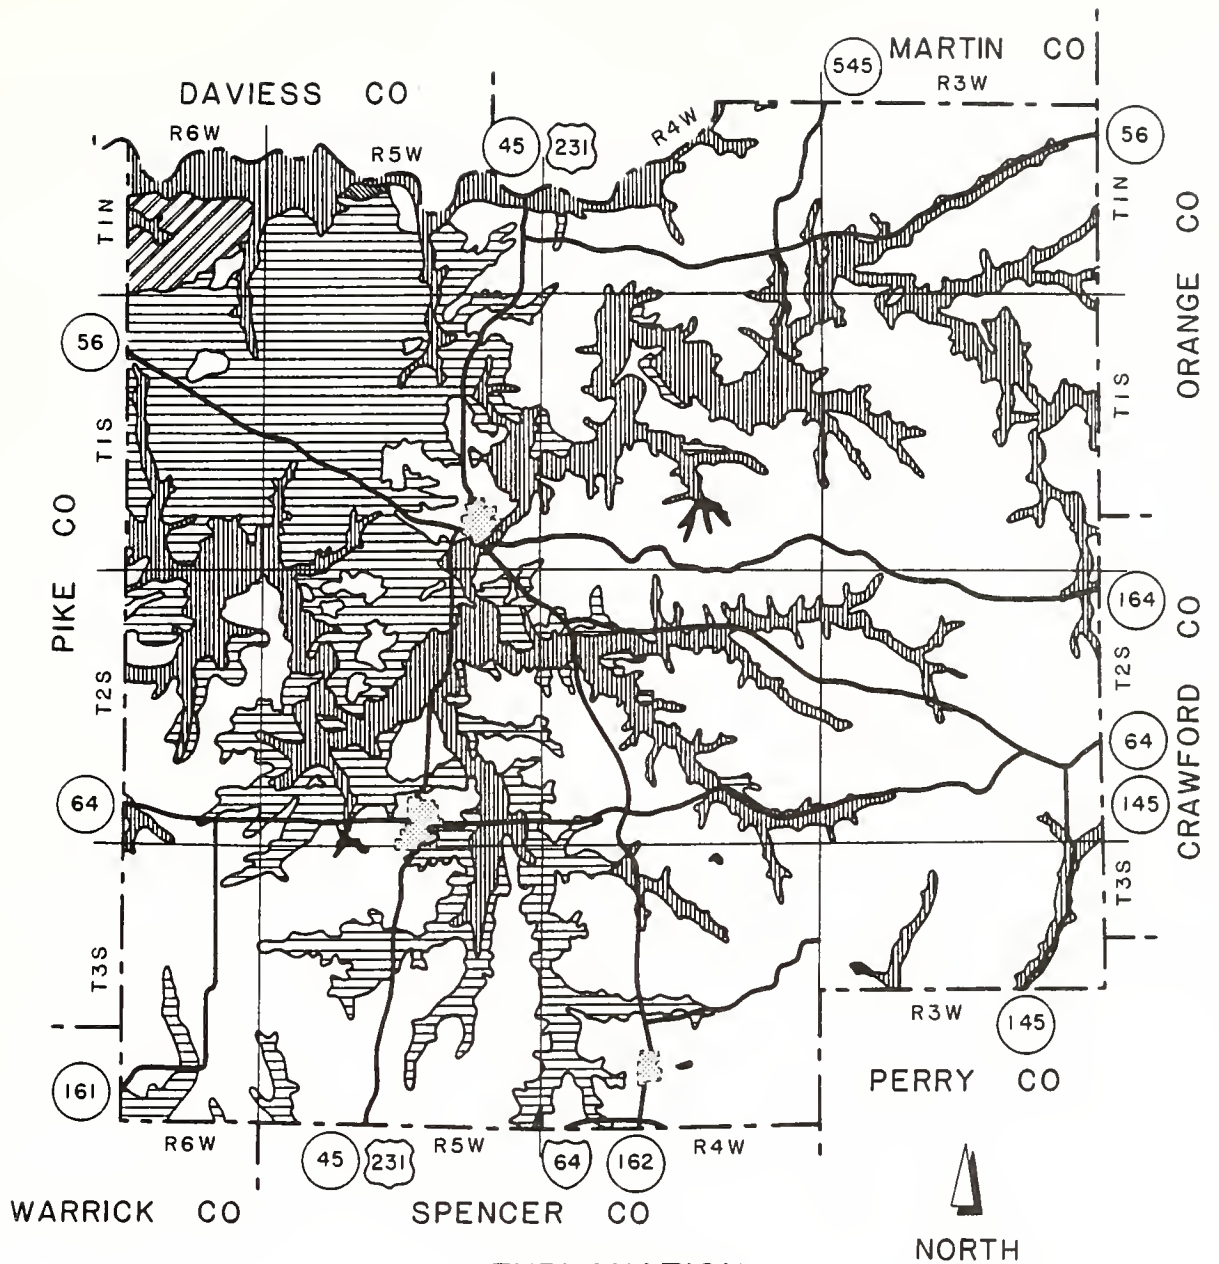 MARTIN CO
545
R3W
DAVIESS CO
R6W
R5W
45
231
R4W
56
T1N
T1N
ORANGE CO
56
T1S
T1S
PIKE CO
164
T2S
T2S
CRAWFORD CO
64
64
145
T3S
T3S
R3W
145
161
PERRY CO
R6W
45
231
R5W
64
162
R4W
WARRICK CO
SPENCER CO
NORTH